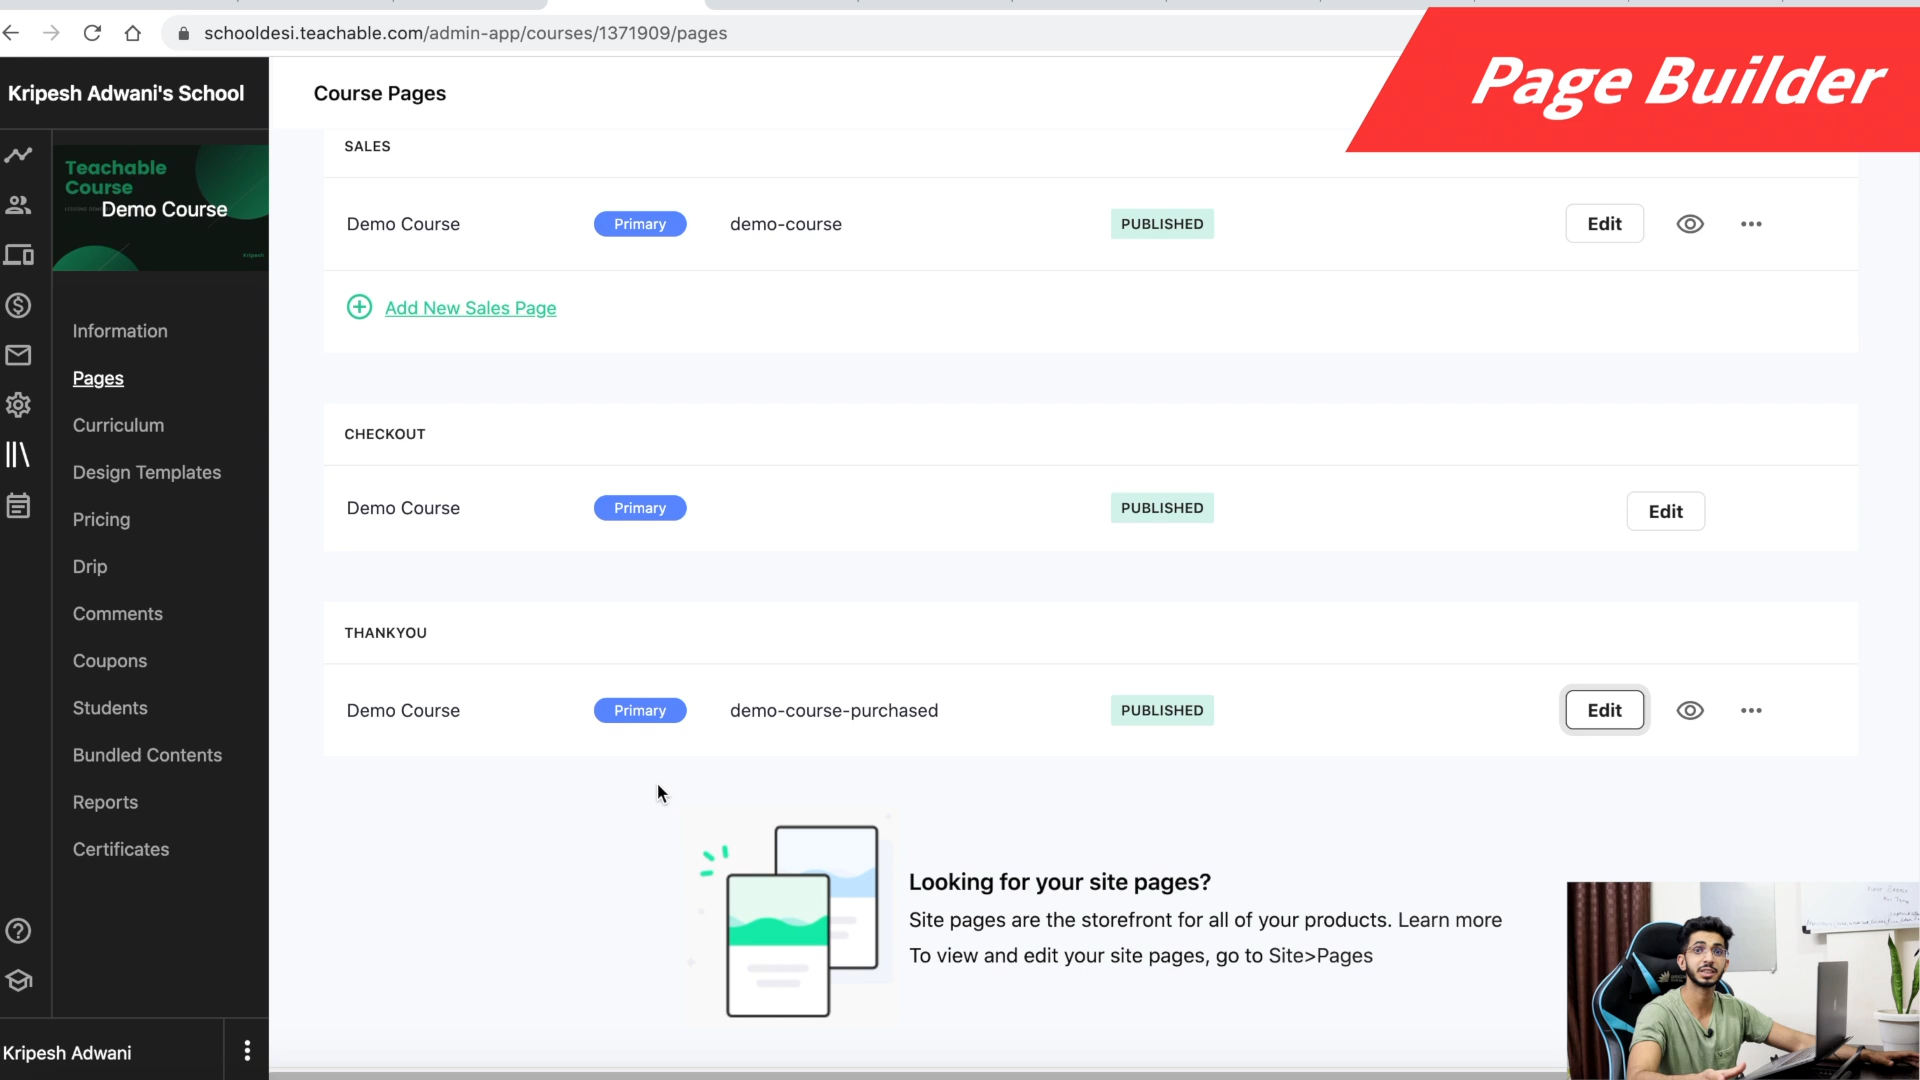 schooldesi.teachable.com/admin-app/courses/1371909/pages
Page Builder
Kripesh Adwani's School
Course Pages
Teachable
Course
Demo Course
Kripesh
Information
Pages
Curriculum
Design Templates
Pricing
Drip
Comments
Coupons
Students
Bundled Contents
Reports
Certificates
Kripesh Adwani
SALES
Demo Course Primary demo-course PUBLISHED Edit
Add New Sales Page
CHECKOUT
Demo Course Primary PUBLISHED Edit
THANKYOU
Demo Course Primary demo-course-purchased PUBLISHED Edit
Looking for your site pages?
Site pages are the storefront for all of your products. Learn more
To view and edit your site pages, go to Site>Pages